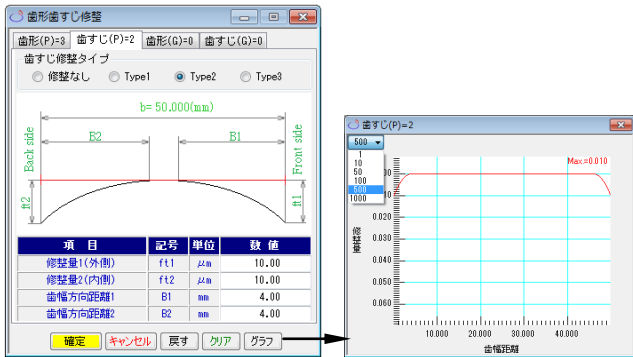 歯形歯すじ修整
歯形(P)=3 歯すじ(P)=2 歯形(G)=0 歯すじ(G)=0
歯すじ修整タイプ
修整なし Type1 Type2 Type3
b= 50.000(mm)
Back side
B2
B1
Front side
ft2
ft1
項 目 記号 単位 数 値
修整量1(外側) ft1 μm 10.00
修整量2(内側) ft2 μm 10.00
歯幅方向距離1 B1 mm 4.00
歯幅方向距離2 B2 mm 4.00
確定 キャンセル 戻す クリア グラフ
歯すじ(P)=2
500
1
10
50
100
500
1000
Max.=0.010
0.020
0.030
0.040
0.050
0.060
修整量
10.000 20.000 30.000 40.000
歯幅距離